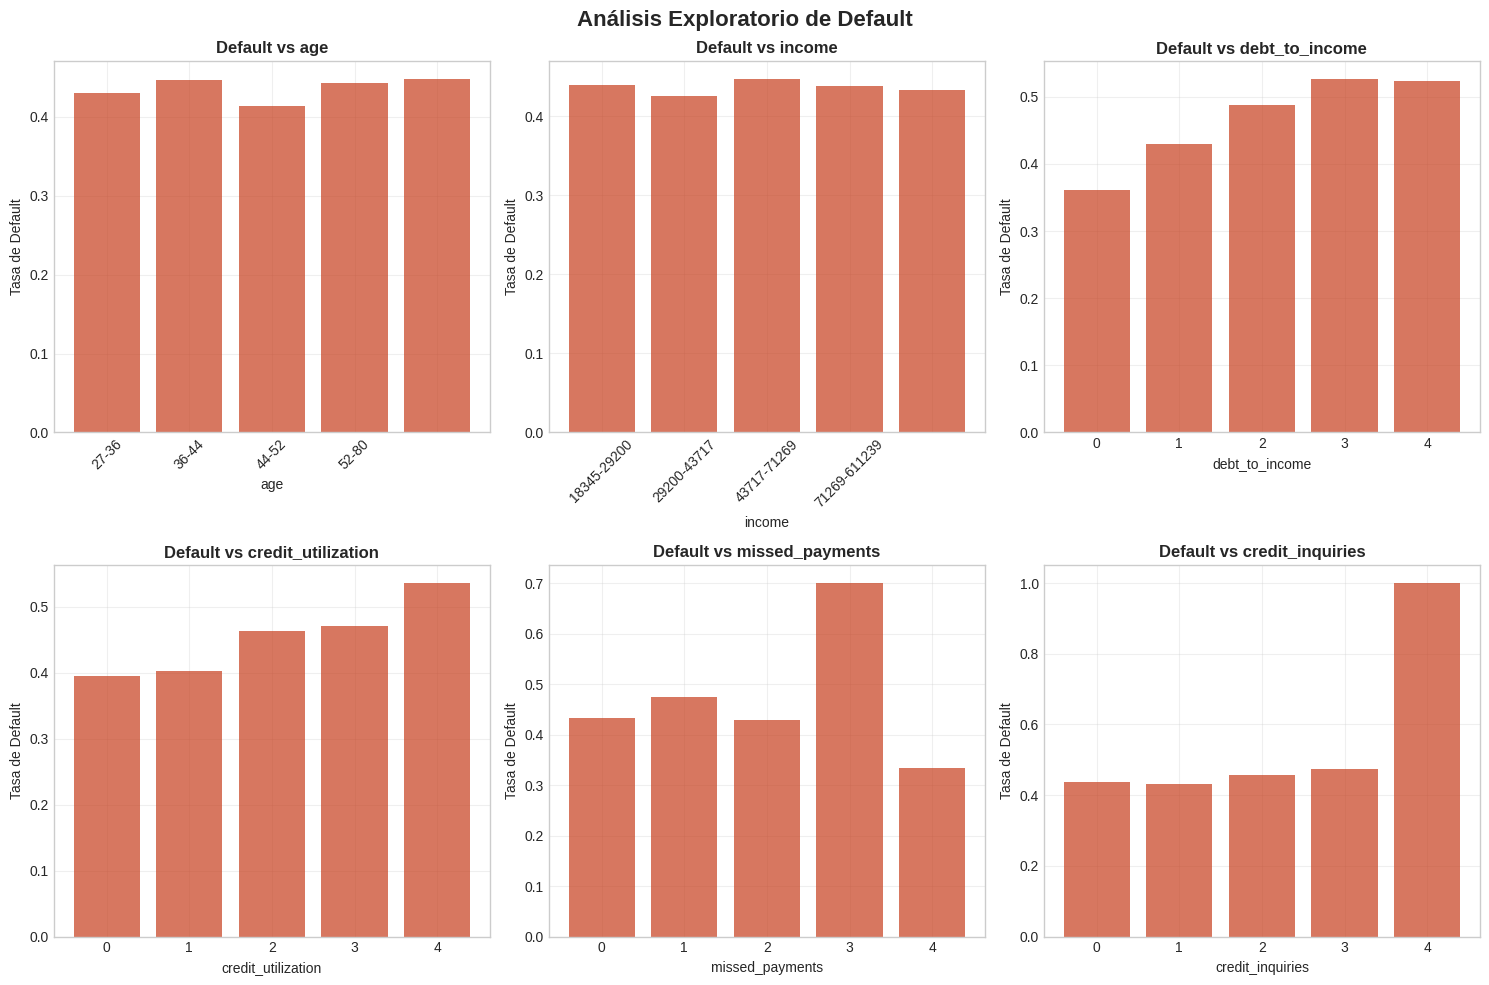 Análisis Exploratorio de Default
Default vs age
Tasa de Default
0.4
0.3
0.2
0.1
0.0
27-36
36-44
44-52
52-80
age
Default vs income
Tasa de Default
0.4
0.3
0.2
0.1
0.0
18345-29200
29200-43717
43717-71269
71269-611239
income
Default vs debt_to_income
Tasa de Default
0.5
0.4
0.3
0.2
0.1
0.0
0 1 2 3 4
debt_to_income
Default vs credit_utilization
Tasa de Default
0.5
0.4
0.3
0.2
0.1
0.0
0 1 2 3 4
credit_utilization
Default vs missed_payments
Tasa de Default
0.7
0.6
0.5
0.4
0.3
0.2
0.1
0.0
0 1 2 3 4
missed_payments
Default vs credit_inquiries
Tasa de Default
1.0
0.8
0.6
0.4
0.2
0.0
0 1 2 3 4
credit_inquiries